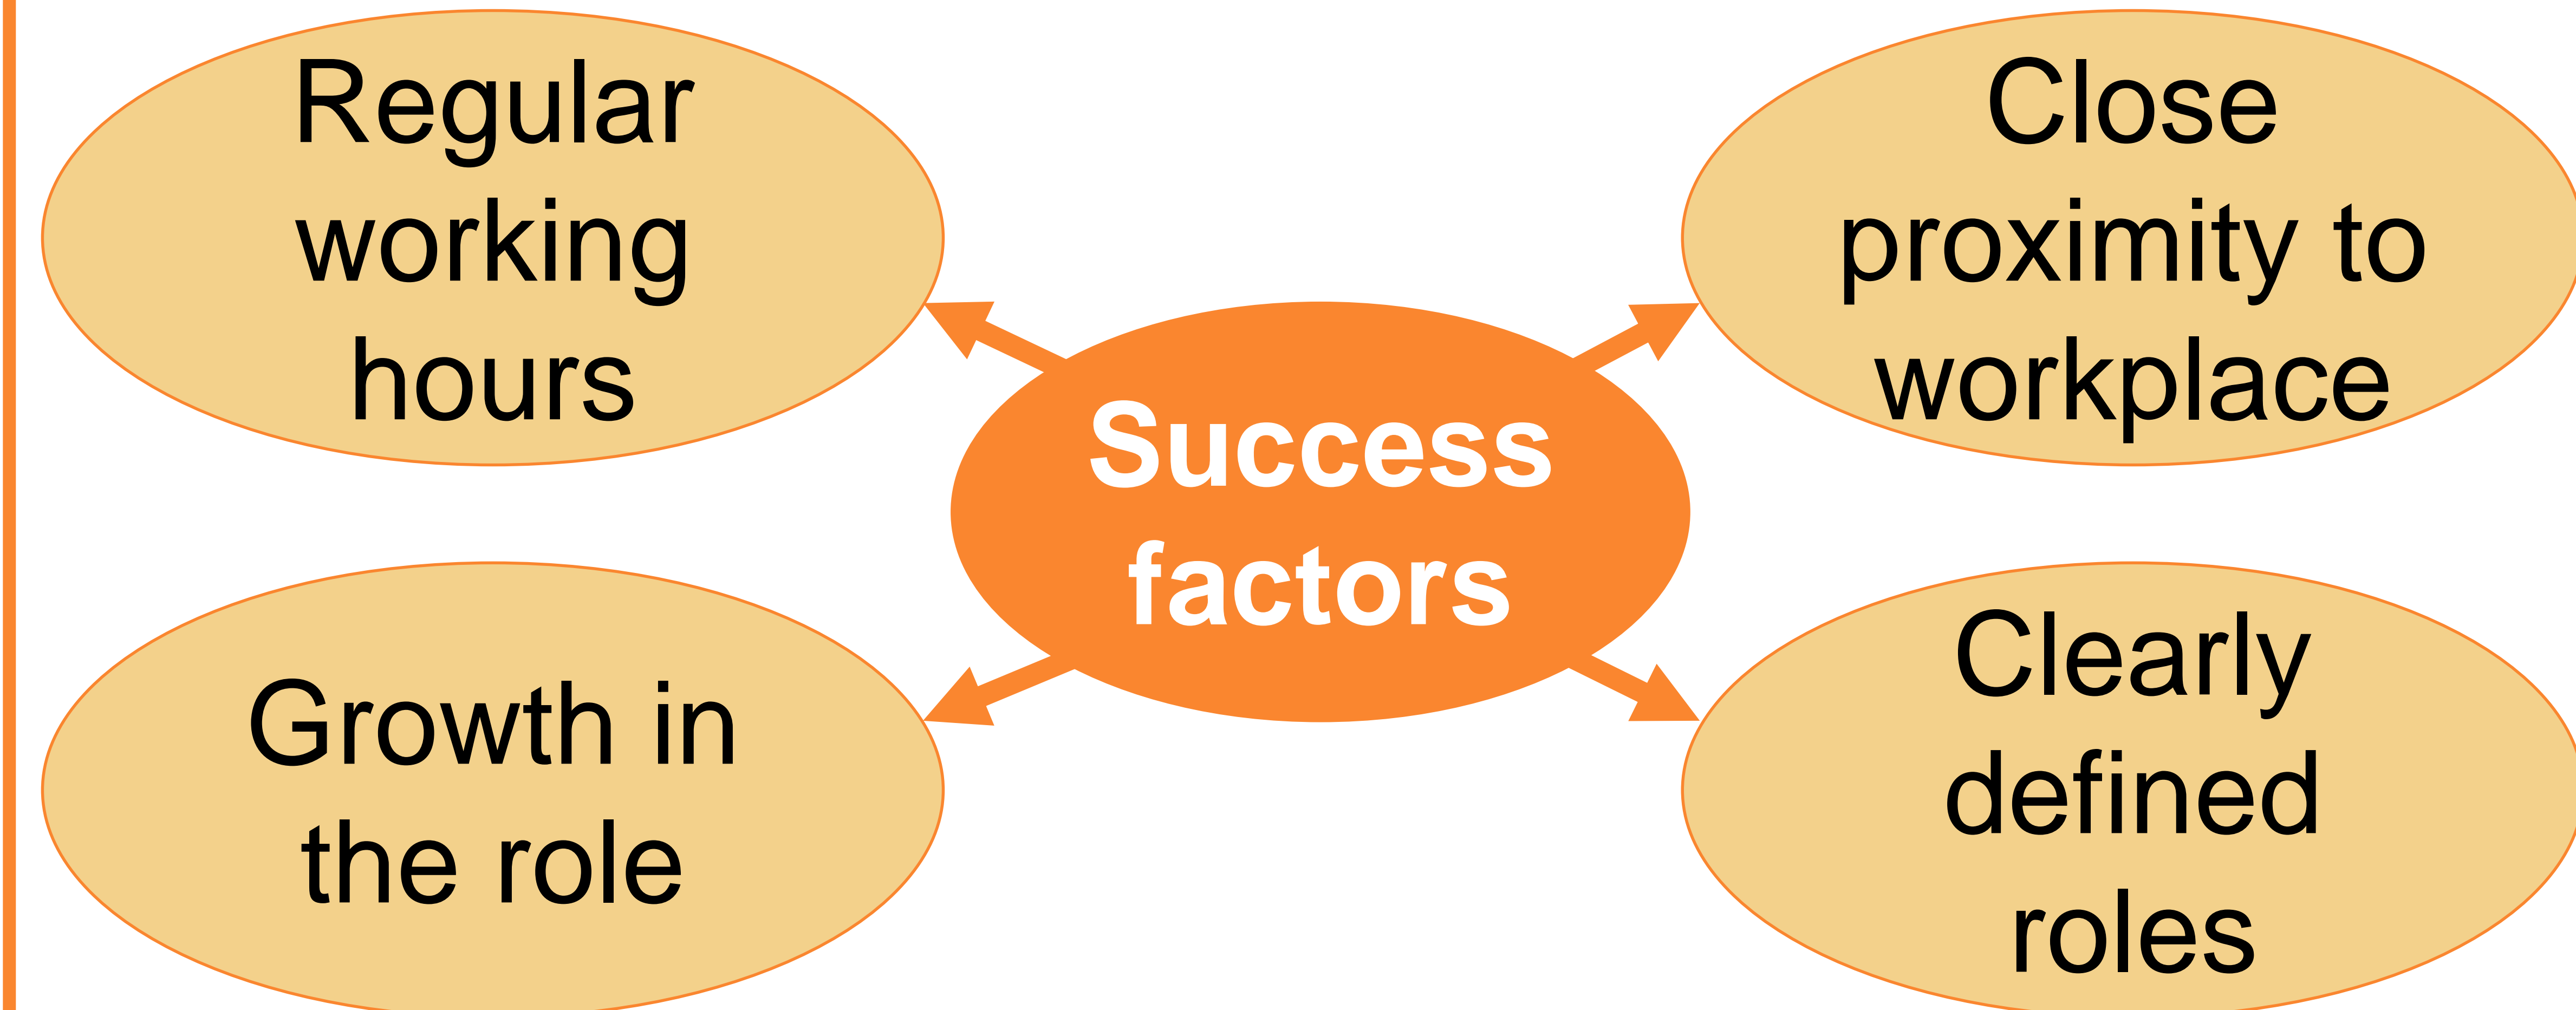 Regular
working
hours
Close
proximity to
workplace
Success
factors
Growth in
the role
Clearly
defined
roles